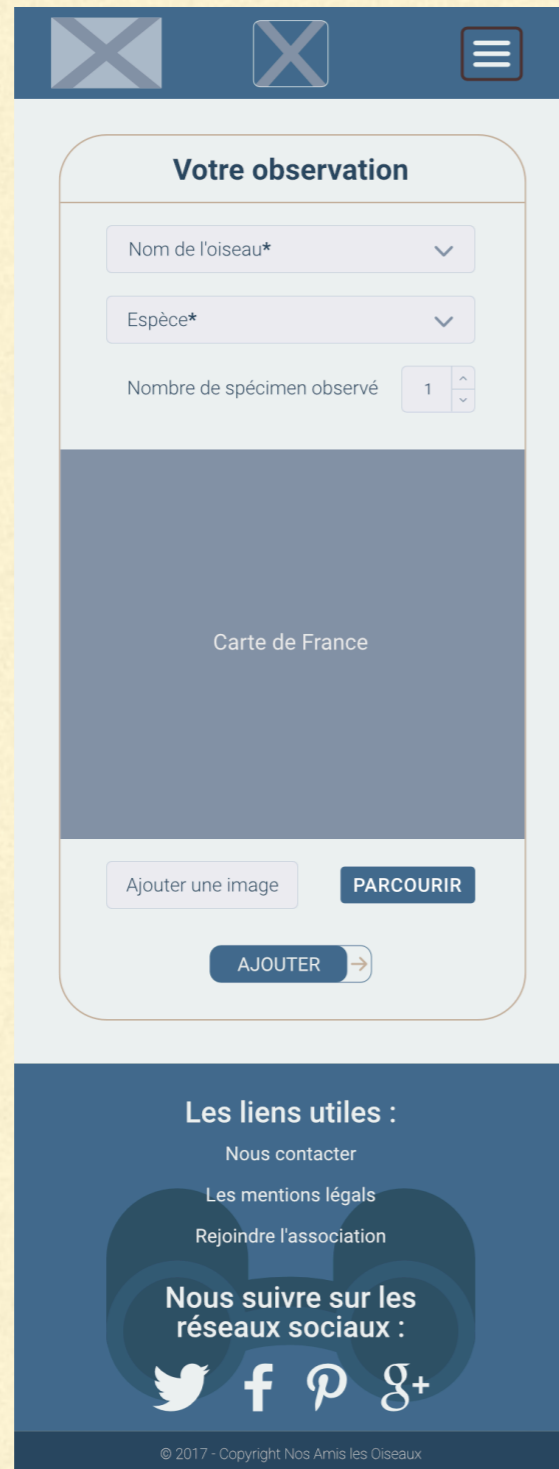 Votre observation
Nom de l'oiseau*
Espèce*
Nombre de spécimen observé 1
Carte de France
Ajouter une image PARCOURIR
AJOUTER
Les liens utiles :
Nous contacter
Les mentions légals
Rejoindre l'association
Nous suivre sur les
réseaux sociaux :
© 2017 - Copyright Nos Amis les Oiseaux